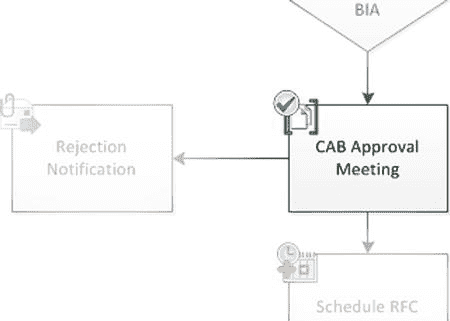 BIA
Rejection
Notification
CAB Approval
Meeting
Schedule RFC